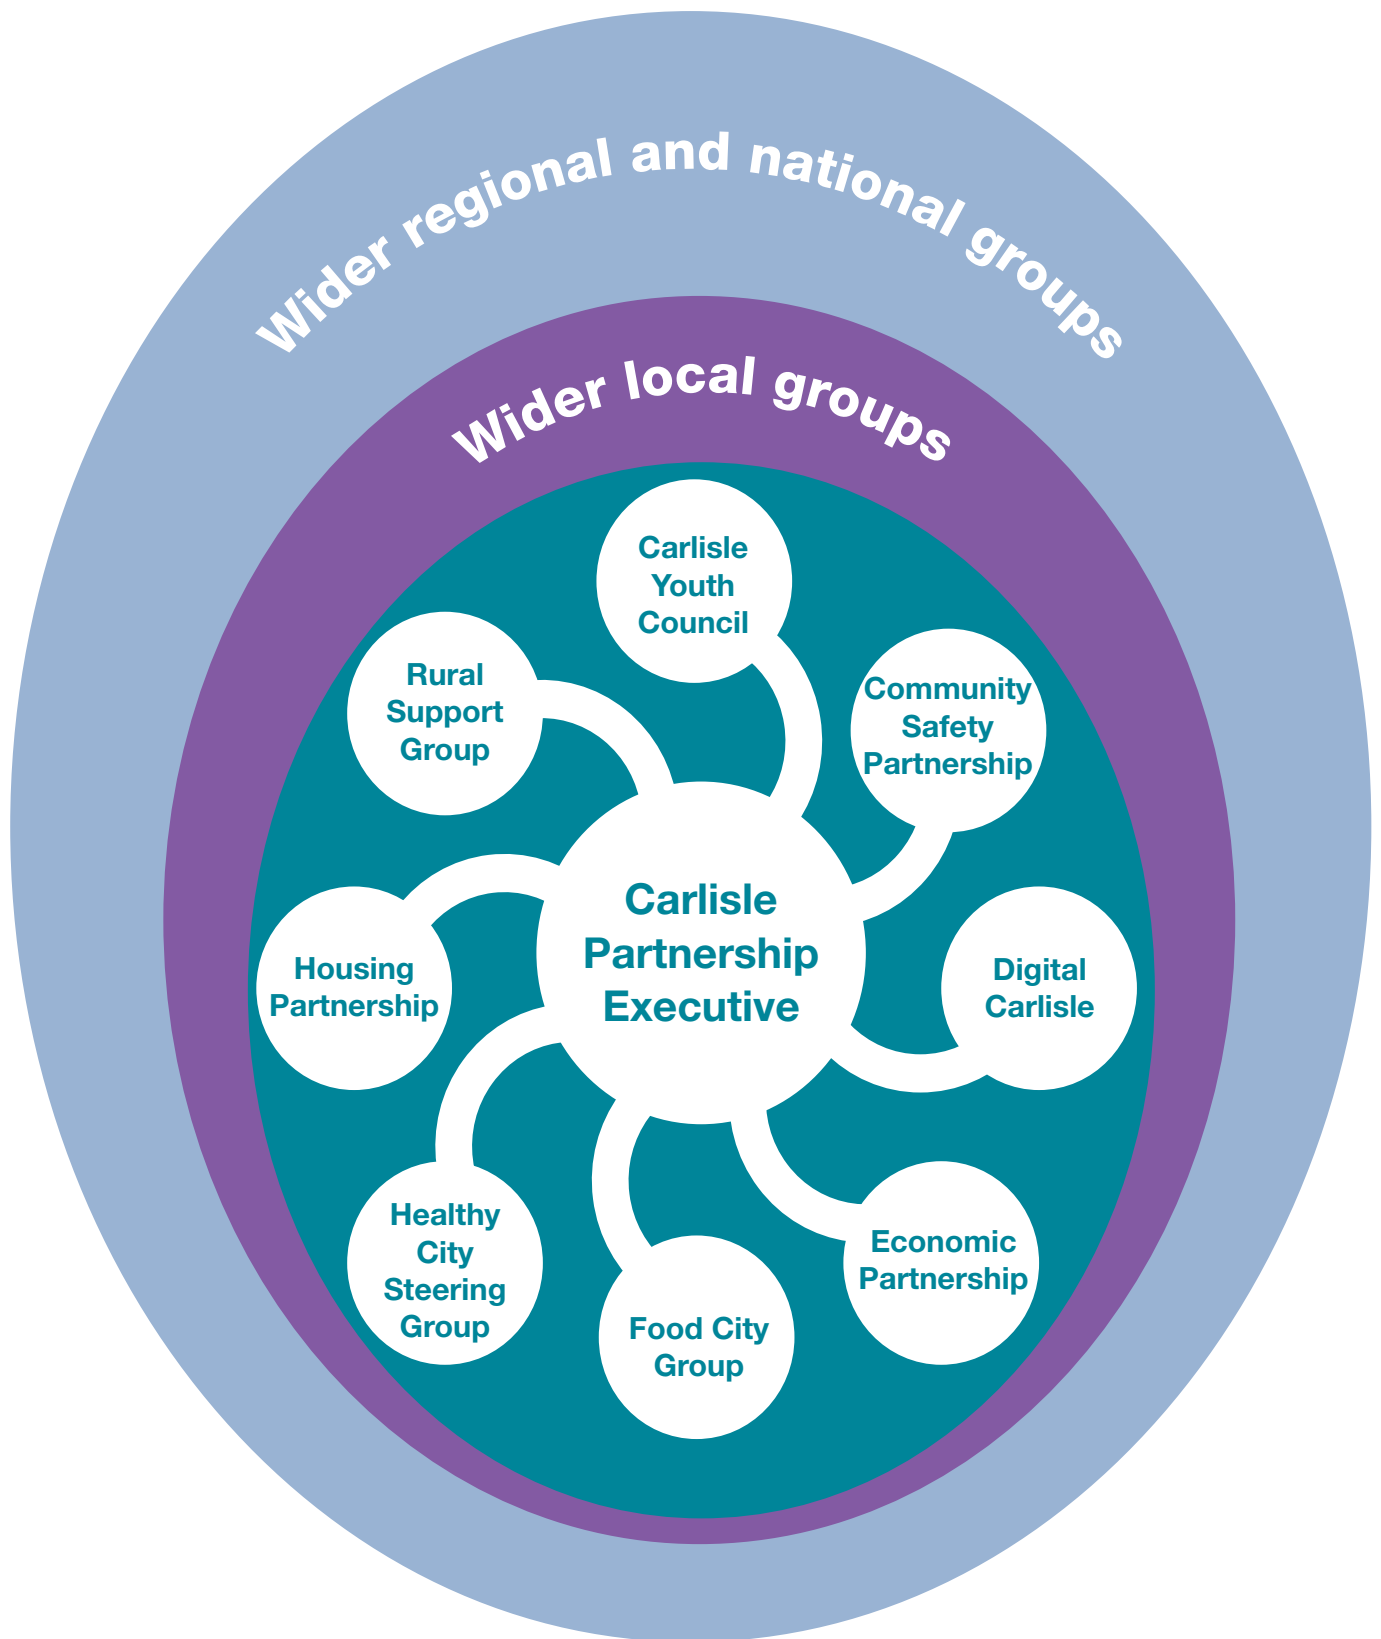 Wider regional and national groups
Wider local groups
Carlisle
Youth
Council
Rural
Support
Group
Community
Safety
Partnership
Carlisle
Partnership
Executive
Housing
Partnership
Digital
Carlisle
Healthy
City
Steering
Group
Economic
Partnership
Food City
Group